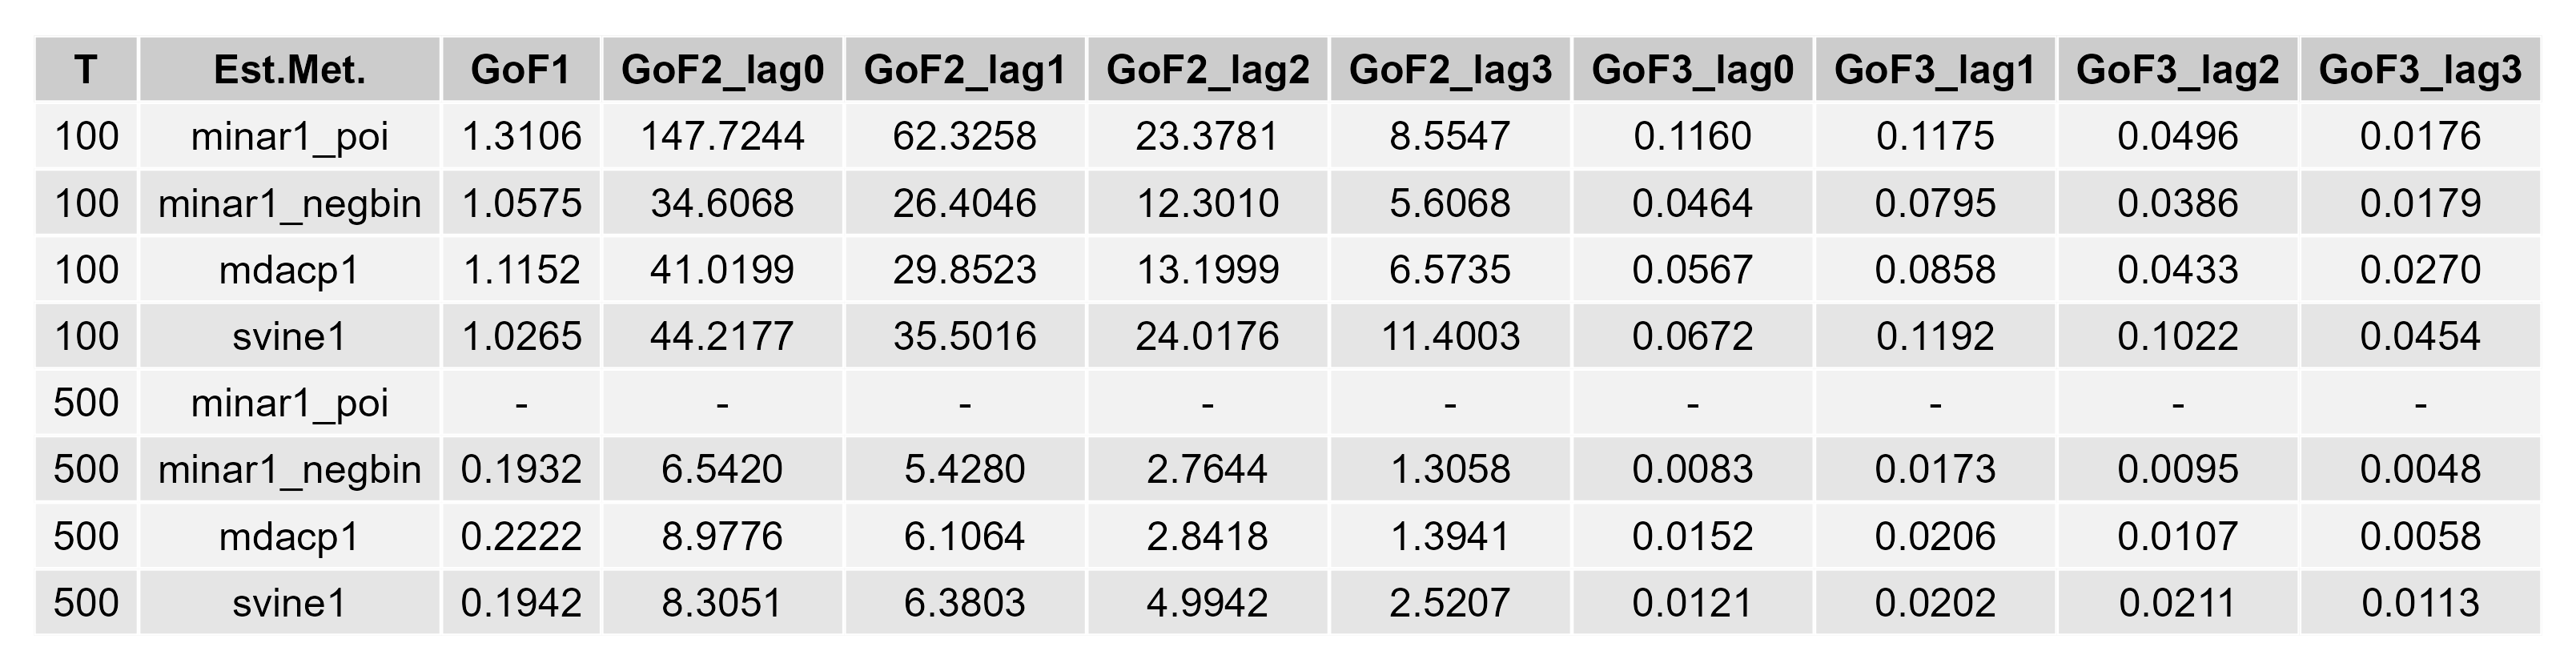 T Est.Met. GoF1 GoF2_lag0 GoF2_lag1 GoF2_lag2 GoF2_lag3 GoF3_lag0 GoF3_lag1 GoF3_lag2 GoF3_lag3
100 minar1_poi 1.3106 147.7244 62.3258 23.3781 8.5547 0.1160 0.1175 0.0496 0.0176
100 minar1_negbin 1.0575 34.6068 26.4046 12.3010 5.6068 0.0464 0.0795 0.0386 0.0179
100 mdacp1 1.1152 41.0199 29.8523 13.1999 6.5735 0.0567 0.0858 0.0433 0.0270
100 svine1 1.0265 44.2177 35.5016 24.0176 11.4003 0.0672 0.1192 0.1022 0.0454
500 minar1_poi - - - - - - - - -
500 minar1_negbin 0.1932 6.5420 5.4280 2.7644 1.3058 0.0083 0.0173 0.0095 0.0048
500 mdacp1 0.2222 8.9776 6.1064 2.8418 1.3941 0.0152 0.0206 0.0107 0.0058
500 svine1 0.1942 8.3051 6.3803 4.9942 2.5207 0.0121 0.0202 0.0211 0.0113